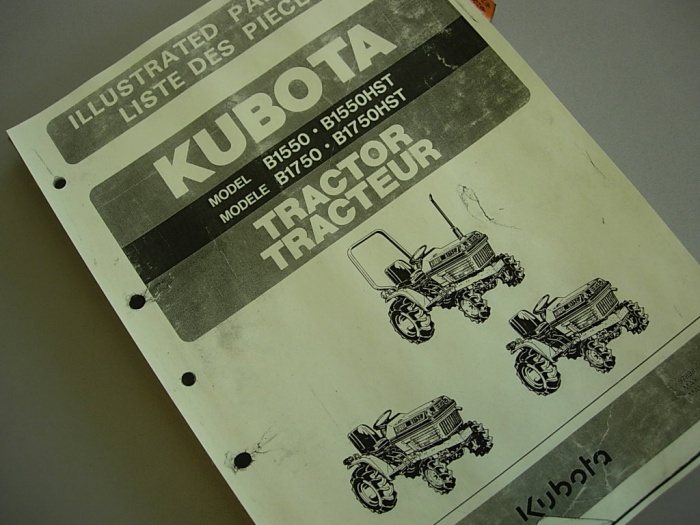 ILLUSTRATED PA
LISTE DES PIECE
KUBOTA
MODEL B1550 · B1550HST
MODELE B1750 · B1750HST
TRACTOR
TRACTEUR
Kubota